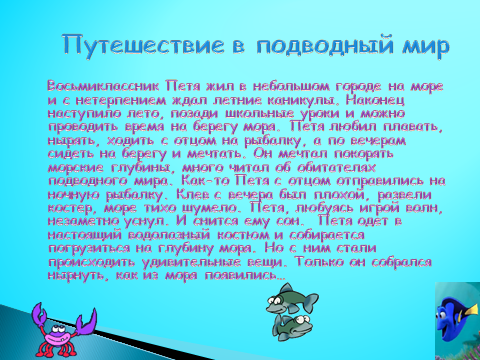 Путешествие в подводный мир
Восьмиклассник Петя жил в небольшом городе на море
и с нетерпением ждал летние каникулы. Наконец
наступило лето, позади школьные уроки и можно
проводить время на берегу моря. Петя любил плавать,
нырять, ходить с отцом на рыбалку, а по вечерам
сидеть на берегу и мечтать. Он мечтал покорять
морские глубины, много читал об обитателях
подводного мира. Как-то Петя с отцом отправились на
ночную рыбалку. Клев с вечера был плохой, развели
костер, море тихо шумело. Петя, любуясь игрой волн,
незаметно уснул. И снится ему сон... Петя одет в
настоящий водолазный костюм и собирается
погрузиться на глубину моря. Но с ним стали
происходить удивительные вещи. Только он собрался
нырнуть, как из моря появились…